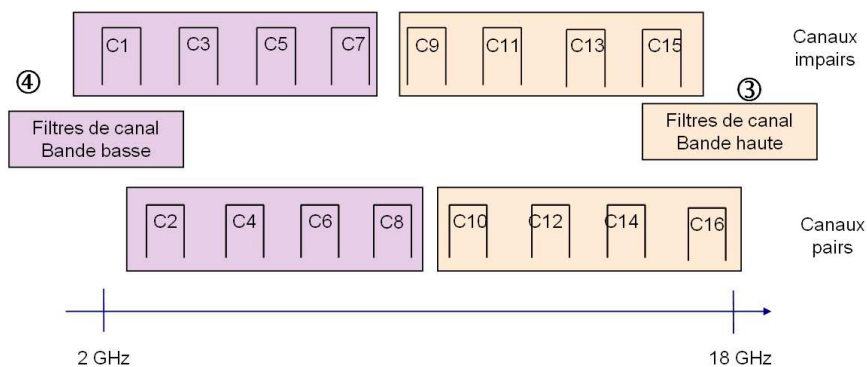 C1 C3 C5 C7 C9 C11 C13 C15
Canaux
impairs
④
③
Filtres de canal
Bande basse
Filtres de canal
Bande haute
C2 C4 C6 C8 C10 C12 C14 C16
Canaux
pairs
2 GHz
18 GHz